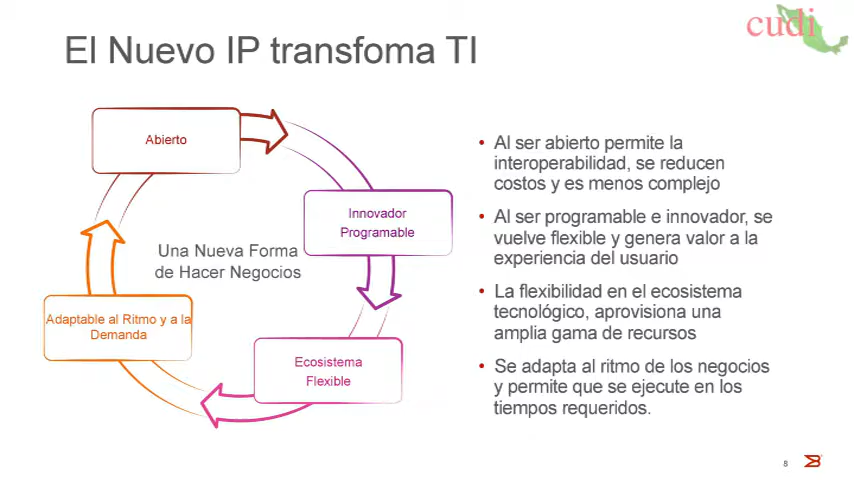 cudi
El Nuevo IP transfoma TI
Abierto
Innovador
Programable
Una Nueva Forma
de Hacer Negocios
Adaptable al Ritmo y a la
Demanda
Ecosistema
Flexible
• Al ser abierto permite la
interoperabilidad, se reducen
costos y es menos complejo
• Al ser programable e innovador, se
vuelve flexible y genera valor a la
experiencia del usuario
• La flexibilidad en el ecosistema
tecnológico, aprovisiona una
amplia gama de recursos
• Se adapta al ritmo de los negocios
y permite que se ejecute en los
tiempos requeridos.
8